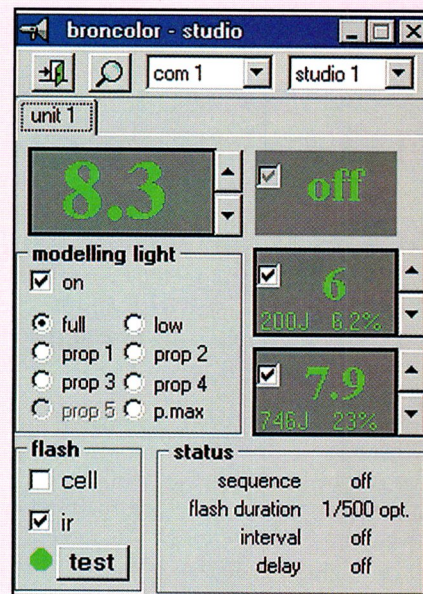 broncolor - studio
com 1 studio 1
unit 1
8.3 off
modelling light
on
full low
prop 1 prop 2
prop 3 prop 4
prop 5 p.max
6
200J 6.2%
7.9
746J 23%
flash
cell
ir
test
status
sequence off
flash duration 1/500 opt.
interval off
delay off